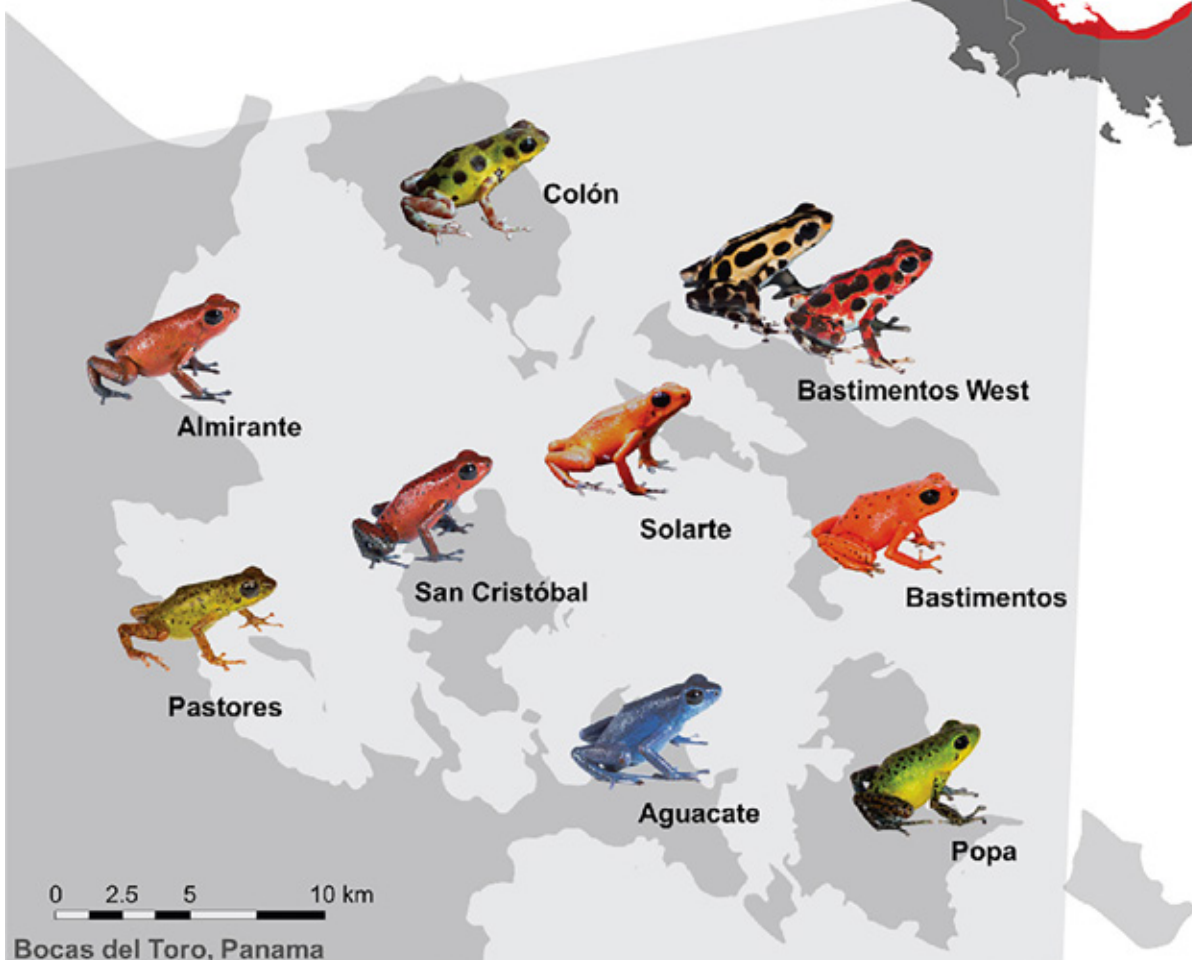 Colón
Bastimentos West
Almirante
Solarte
San Cristóbal
Bastimentos
Pastores
Aguacate
Popa
0 2.5 5 10 km
Bocas del Toro, Panama